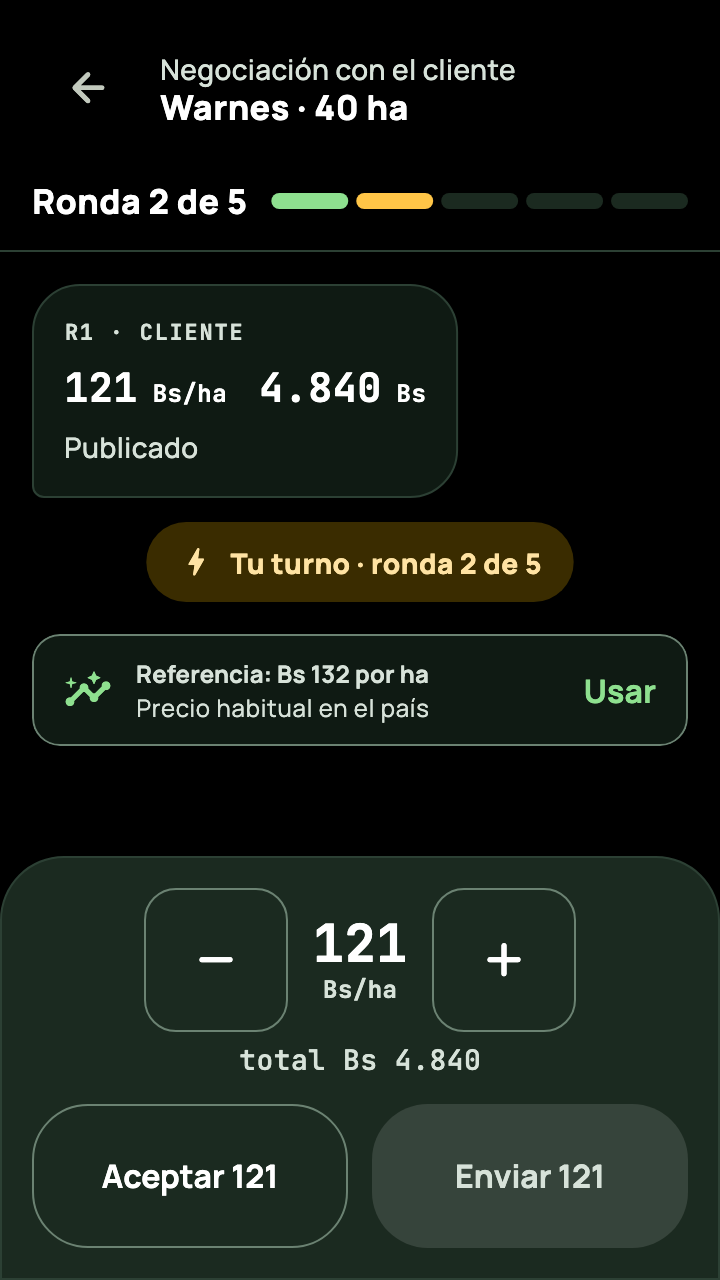 Negociación con el cliente
Warnes · 40 ha
Ronda 2 de 5
R1 · CLIENTE
121 Bs/ha 4.840 Bs
Publicado
Tu turno · ronda 2 de 5
Referencia: Bs 132 por ha
Precio habitual en el país
Usar
−
121
+
Bs/ha
total Bs 4.840
Aceptar 121
Enviar 121